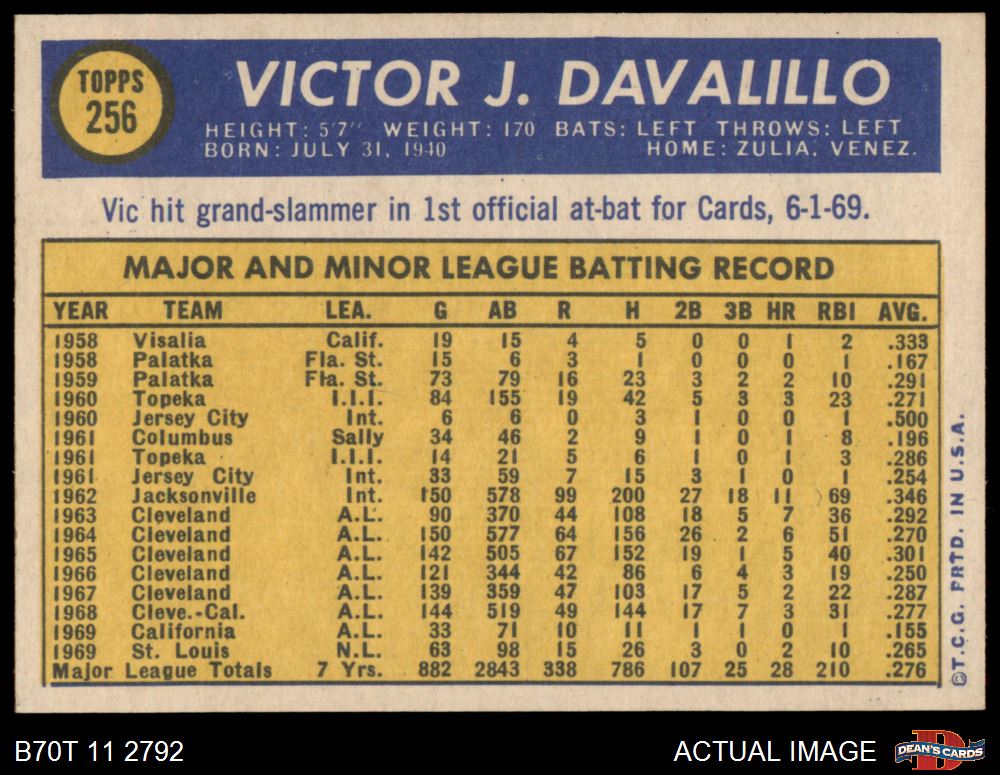 TOPPS
256
VICTOR J. DAVALILLO
HEIGHT: 5'7" WEIGHT: 170 BATS: LEFT THROWS: LEFT
BORN: JULY 31, 1940 HOME: ZULIA, VENEZ.
Vic hit grand-slammer in 1st official at-bat for Cards, 6-1-69.
MAJOR AND MINOR LEAGUE BATTING RECORD
YEAR TEAM LEA. G AB R H 2B 3B HR RBI AVG.
1958 Visalia Calif. 19 15 4 5 0 0 1 2 .333
1958 Palatka Fla. St. 15 6 3 1 0 0 0 1 .167
1959 Palatka Fla. St. 73 79 16 23 3 2 2 10 .291
1960 Topeka I.I.I. 84 155 19 42 5 3 3 23 .271
1960 Jersey City Int. 6 6 0 3 1 0 0 1 .500
1961 Columbus Sally 34 46 2 9 1 0 1 8 .196
1961 Topeka I.I.I. 14 21 5 6 1 0 1 3 .286
1961 Jersey City Int. 33 59 7 15 3 1 0 1 .254
1962 Jacksonville Int. 150 578 99 200 27 18 11 69 .346
1963 Cleveland A.L. 90 370 44 108 18 5 7 36 .292
1964 Cleveland A.L. 150 577 64 156 26 2 6 51 .270
1965 Cleveland A.L. 142 505 67 152 19 1 5 40 .301
1966 Cleveland A.L. 121 344 42 86 6 4 3 19 .250
1967 Cleveland A.L. 139 359 47 103 17 5 2 22 .287
1968 Cleve.-Cal. A.L. 144 519 49 144 17 7 3 31 .277
1969 California A.L. 33 71 10 11 1 1 0 1 .155
1969 St. Louis N.L. 63 98 15 26 3 0 2 10 .265
Major League Totals 7 Yrs. 882 2843 338 786 107 25 28 210 .276
©T.C.G. PRTD. IN U.S.A.
B70T 11 2792
ACTUAL IMAGE
DEAN'S CARDS